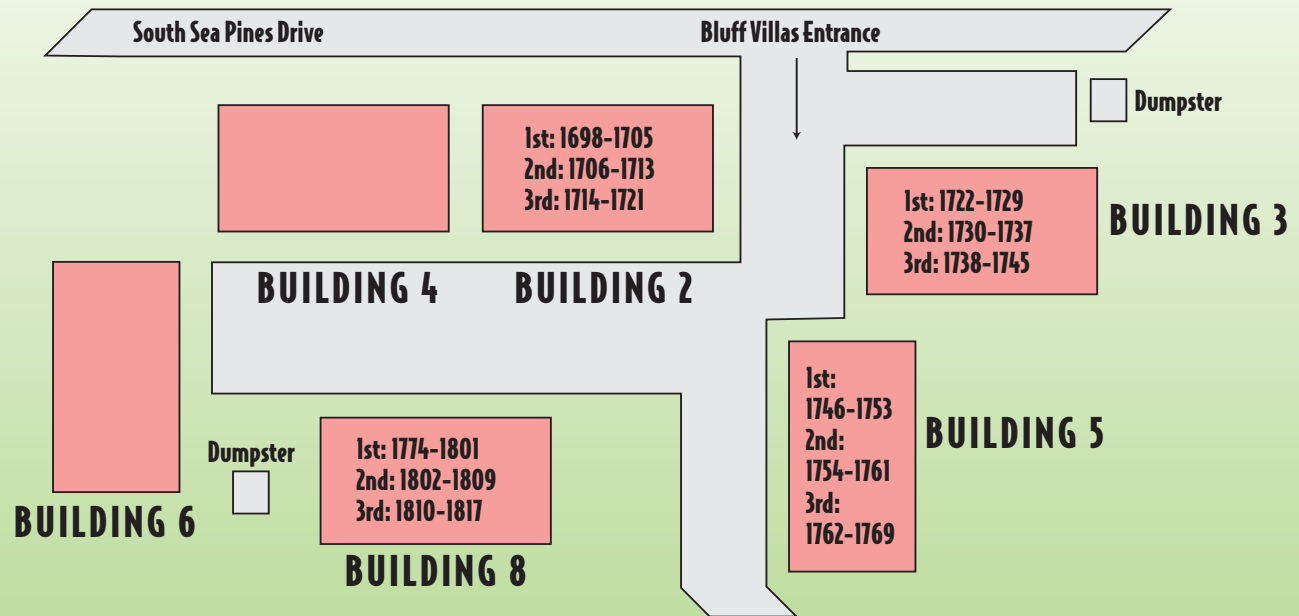 South Sea Pines Drive
Bluff Villas Entrance
Dumpster
1st: 1698-1705
2nd: 1706-1713
3rd: 1714-1721
1st: 1722-1729
2nd: 1730-1737
3rd: 1738-1745
BUILDING 3
BUILDING 4
BUILDING 2
1st:
1746-1753
2nd:
1754-1761
3rd:
1762-1769
BUILDING 5
Dumpster
1st: 1774-1801
2nd: 1802-1809
3rd: 1810-1817
BUILDING 6
BUILDING 8